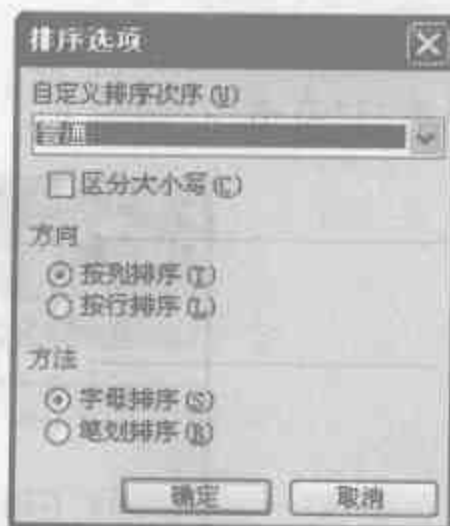 排序选项
自定义排序次序(U)
普通
区分大小写(C)
方向
按列排序(T)
按行排序(L)
方法
字母排序(S)
笔划排序(R)
确定
取消